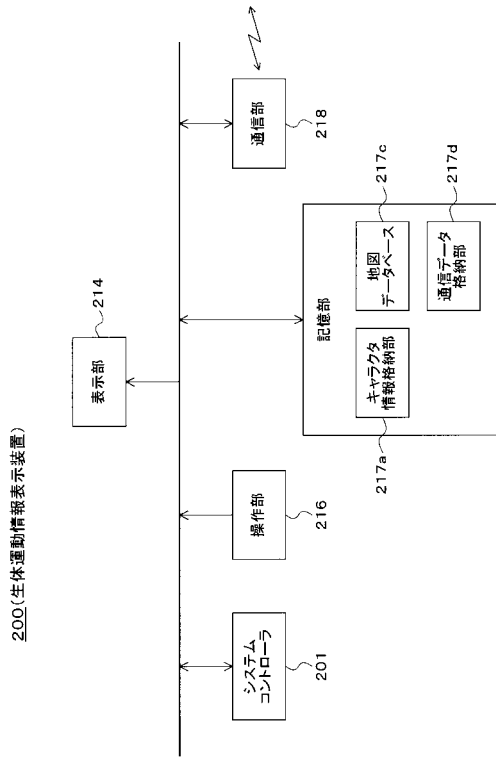 200(生体運動情報表示装置)
214
表示部
システム
コントローラ
201
操作部
216
通信部
218
記憶部
キャラクタ
情報格納部
217a
地図
データベース
217c
通信データ
格納部
217d